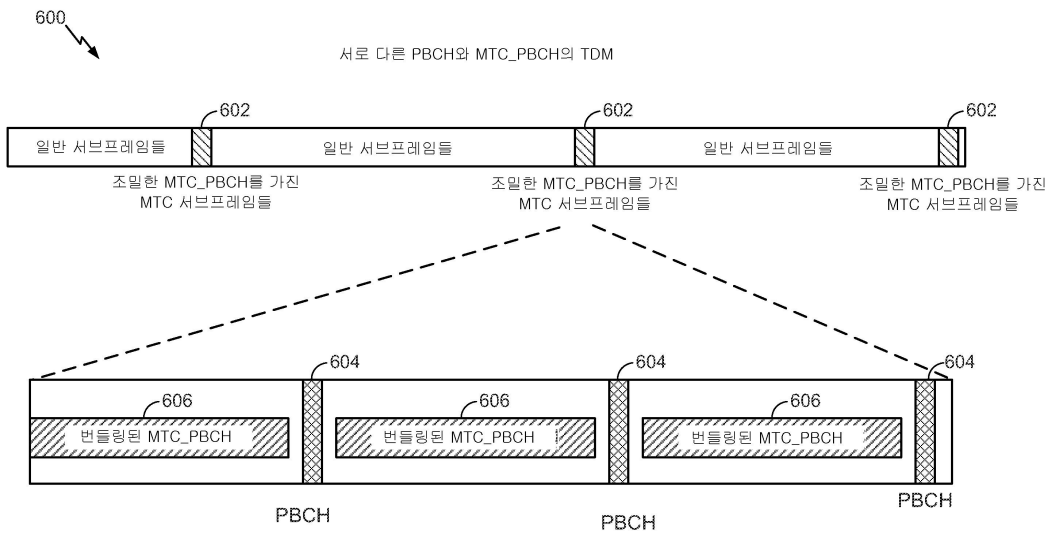 600
서로 다른 PBCH와 MTC_PBCH의 TDM
602
602
602
일반 서브프레임들
일반 서브프레임들
일반 서브프레임들
조밀한 MTC_PBCH를 가진
MTC 서브프레임들
조밀한 MTC_PBCH를 가진
MTC 서브프레임들
조밀한 MTC_PBCH를 가진
MTC 서브프레임들
604
604
604
606
606
606
번들링된 MTC_PBCH
번들링된 MTC_PBCH
번들링된 MTC_PBCH
PBCH
PBCH
PBCH